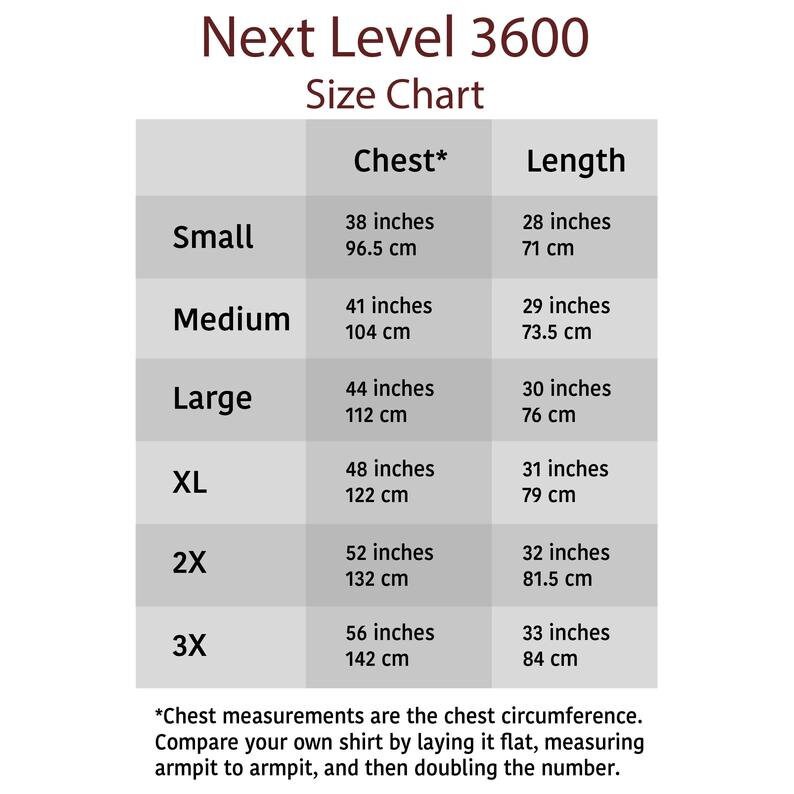 Next Level 3600
Size Chart
Chest* Length
Small
38 inches 28 inches
96.5 cm 71 cm
Medium
41 inches 29 inches
104 cm 73.5 cm
Large
44 inches 30 inches
112 cm 76 cm
XL
48 inches 31 inches
122 cm 79 cm
2X
52 inches 32 inches
132 cm 81.5 cm
3X
56 inches 33 inches
142 cm 84 cm
*Chest measurements are the chest circumference.
Compare your own shirt by laying it flat, measuring
armpit to armpit, and then doubling the number.